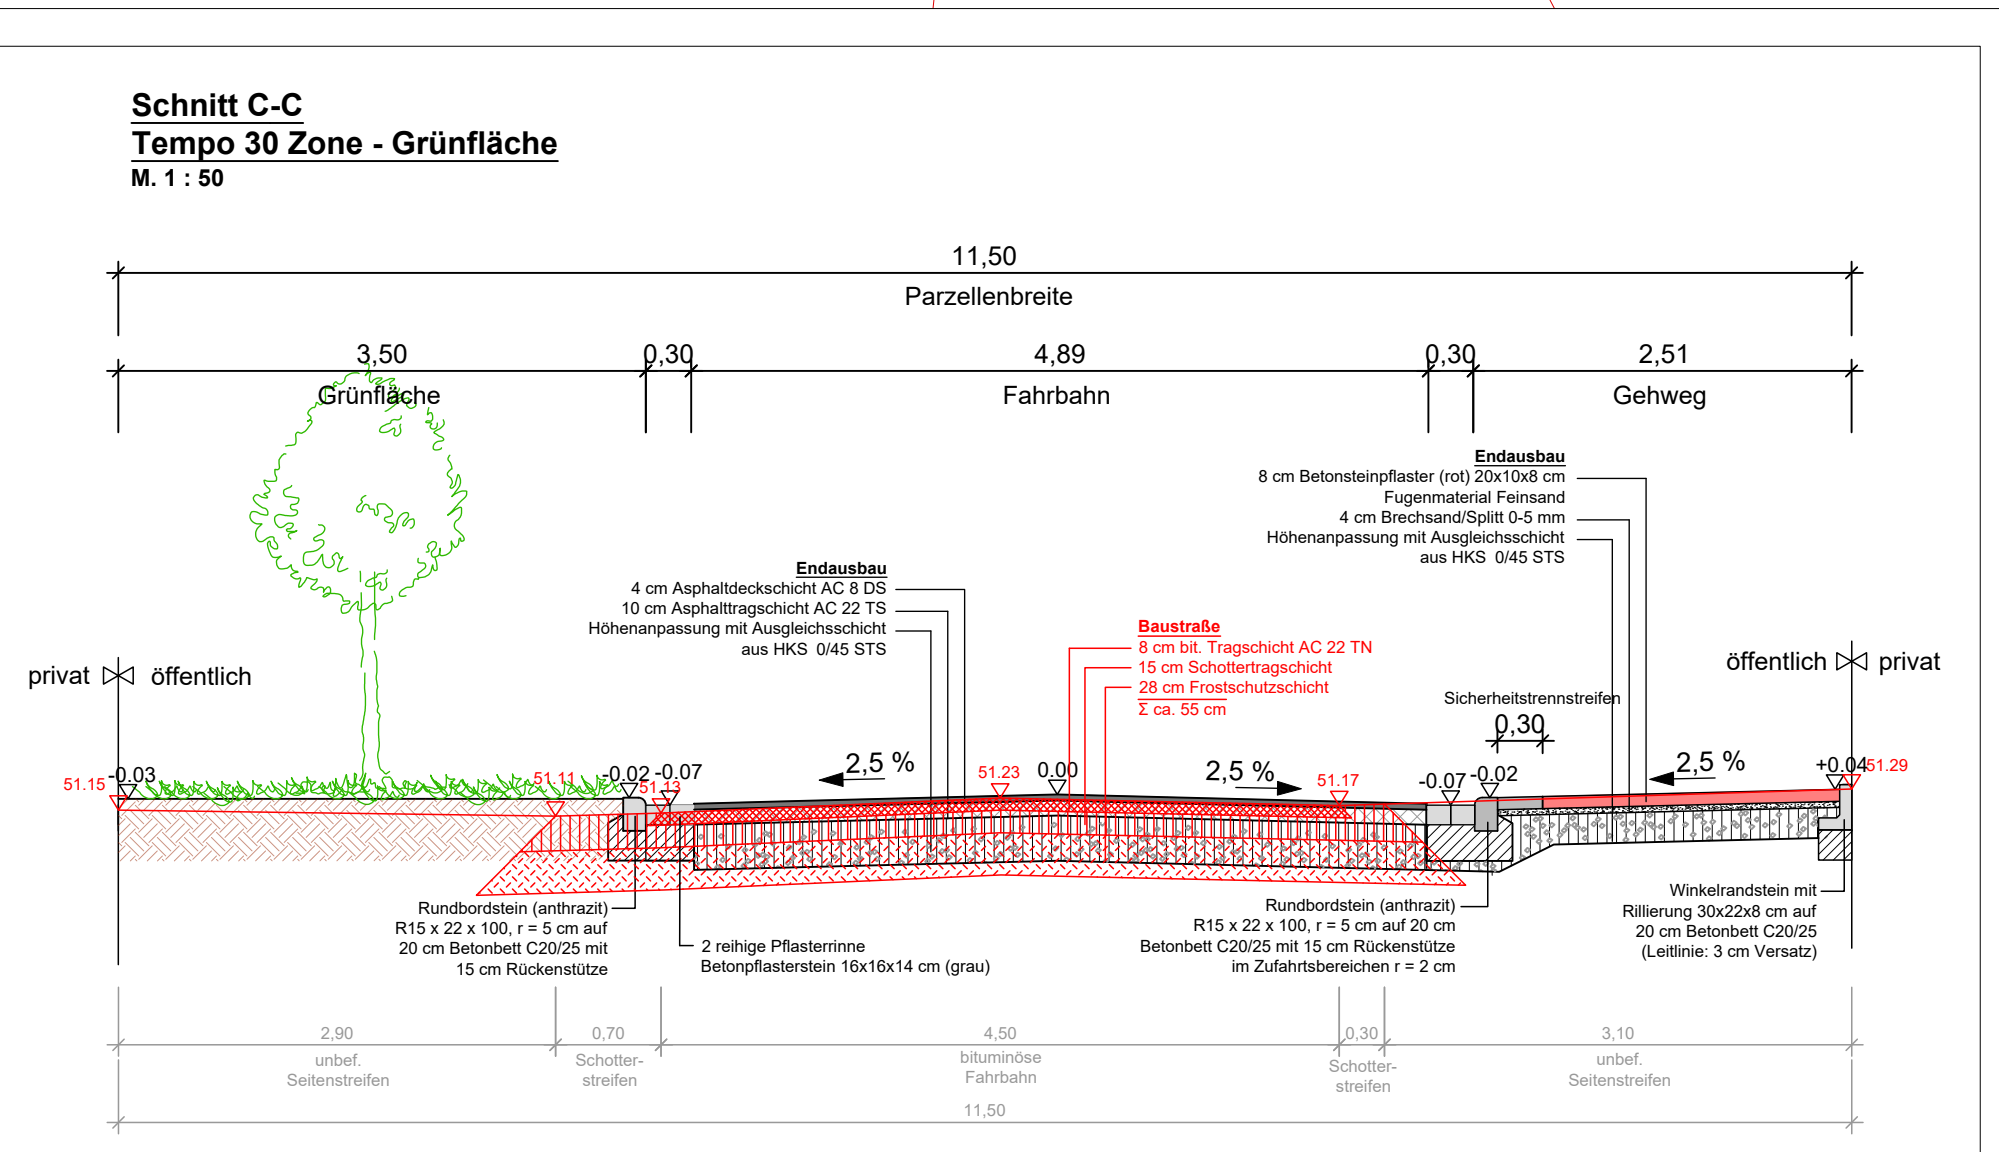 Schnitt C-C
Tempo 30 Zone - Grünfläche
M. 1 : 50
11,50
Parzellenbreite
3,50
0,30
4,89
0,30
2,51
Grünfläche
Fahrbahn
Gehweg
Endausbau
8 cm Betonsteinpflaster (rot) 20x10x8 cm
Fugenmaterial Feinsand
4 cm Brechsand/Splitt 0-5 mm
Höhenanpassung mit Ausgleichsschicht
aus HKS 0/45 STS
Endausbau
4 cm Asphaltdeckschicht AC 8 DS
10 cm Asphalttragschicht AC 22 TS
Höhenanpassung mit Ausgleichsschicht
aus HKS 0/45 STS
Baustraße
8 cm bit. Tragschicht AC 22 TN
15 cm Schottertragschicht
28 cm Frostschutzschicht
Σ ca. 55 cm
privat
öffentlich
öffentlich
privat
Sicherheitstrennstreifen
0,30
51.15
-0.03
51.11
-0.02
51.13
-0.07
2,5 %
51.23
0.00
2,5 %
51.17
-0.07
-0.02
2,5 %
+0.04
51.29
Rundbordstein (anthrazit)
R15 x 22 x 100, r = 5 cm auf
20 cm Betonbett C20/25 mit
15 cm Rückenstütze
2 reihige Pflasterrinne
Betonpflasterstein 16x16x14 cm (grau)
Rundbordstein (anthrazit)
R15 x 22 x 100, r = 5 cm auf 20 cm
Betonbett C20/25 mit 15 cm Rückenstütze
im Zufahrtsbereichen r = 2 cm
Winkelrandstein mit
Rillierung 30x22x8 cm auf
20 cm Betonbett C20/25
(Leitlinie: 3 cm Versatz)
2,90
0,70
4,50
0,30
3,10
unbef.
Seitenstreifen
Schotter-
streifen
bituminöse
Fahrbahn
Schotter-
streifen
unbef.
Seitenstreifen
11,50